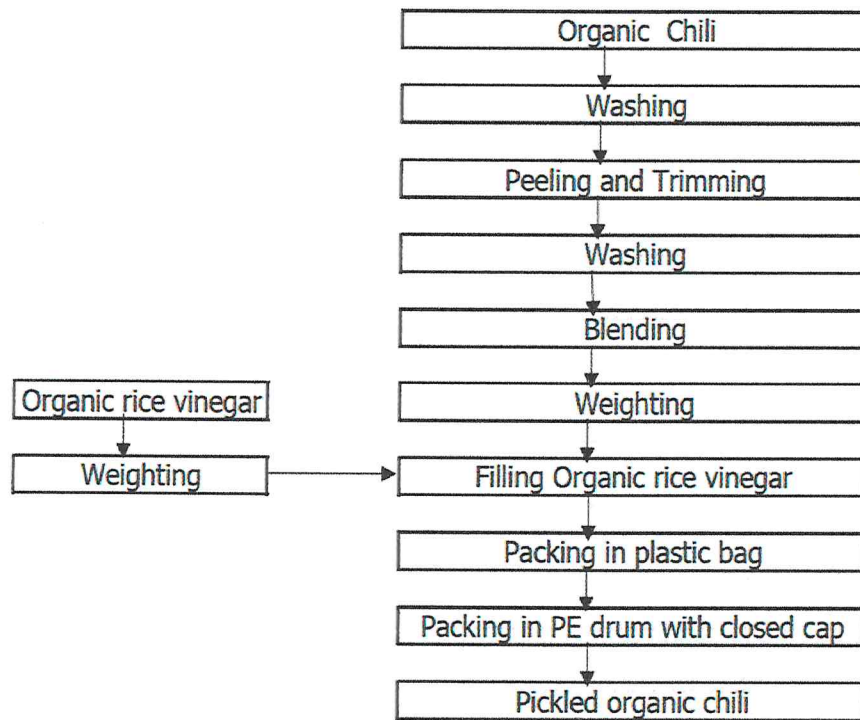 Organic Chili
Washing
Peeling and Trimming
Washing
Blending
Organic rice vinegar
Weighting
Weighting
Filling Organic rice vinegar
Packing in plastic bag
Packing in PE drum with closed cap
Pickled organic chili